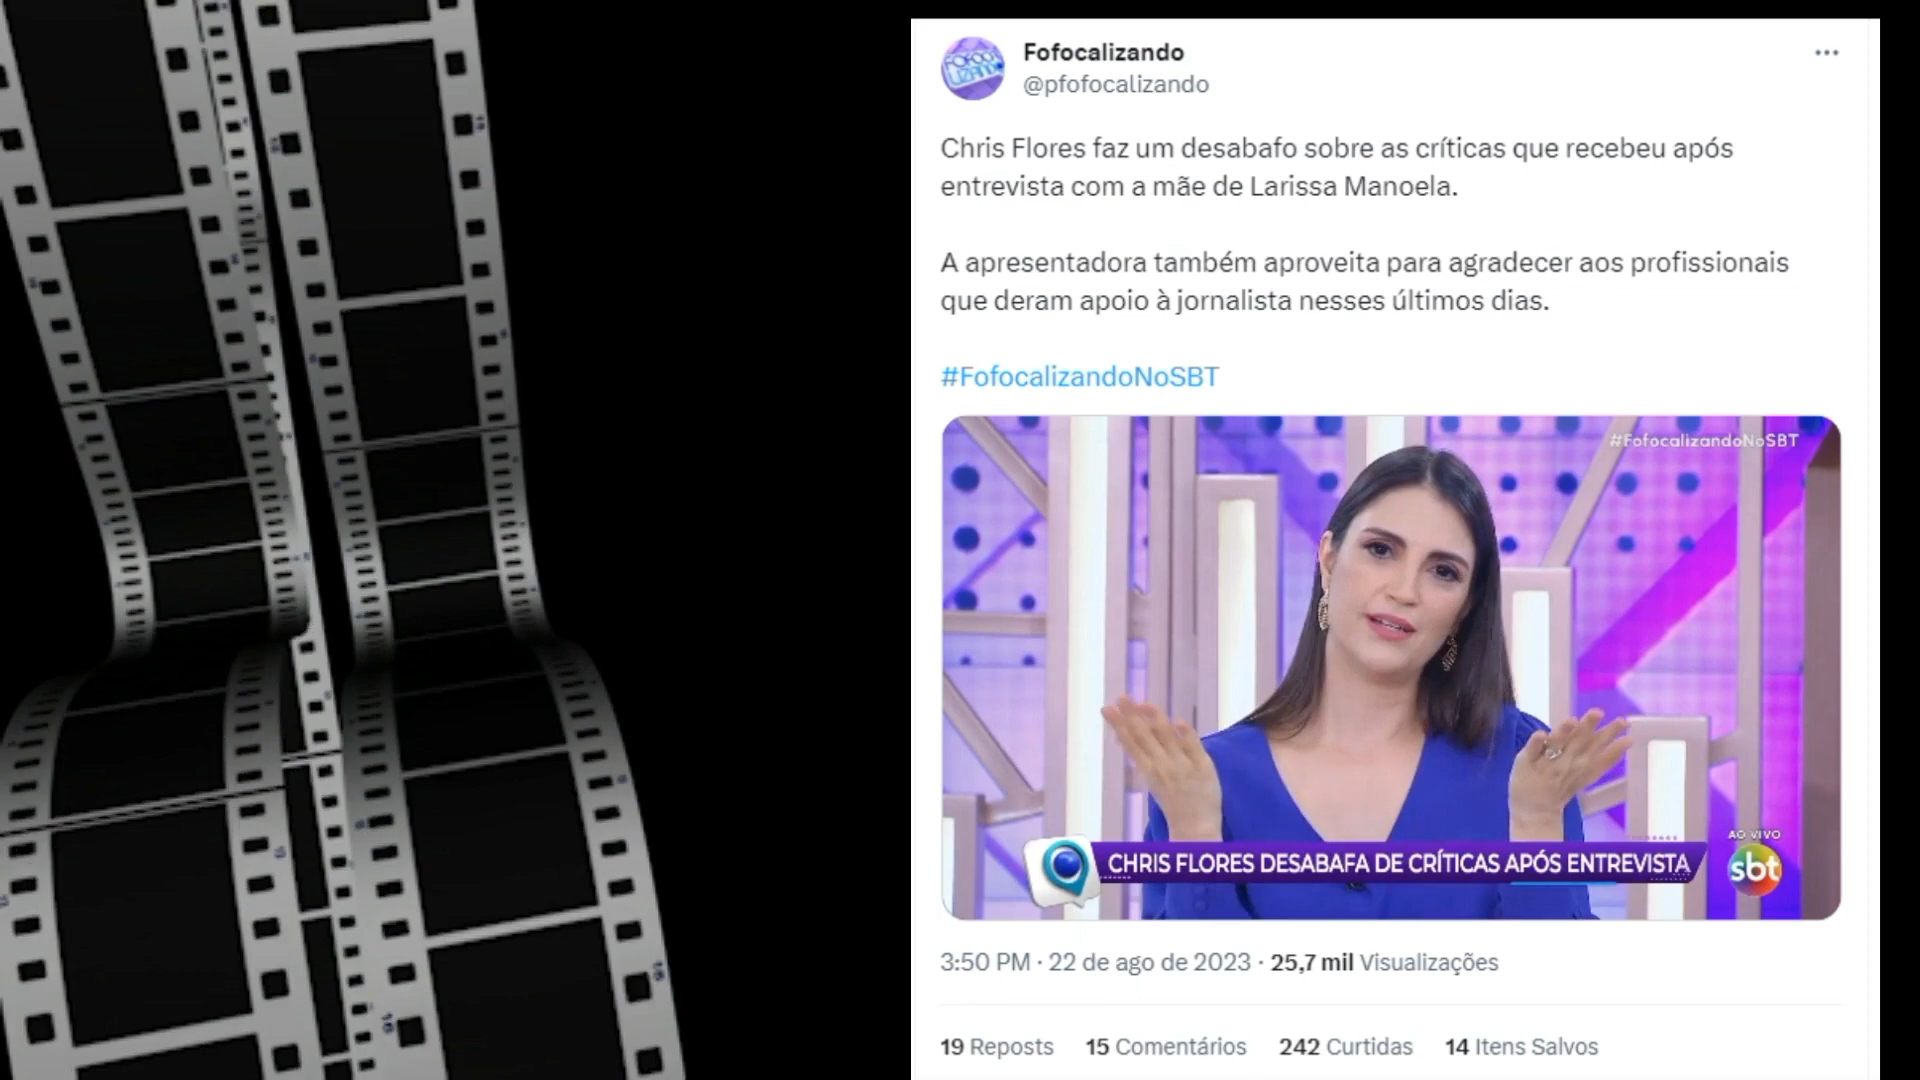 Fofocalizando
@pfofocalizando
Chris Flores faz um desabafo sobre as críticas que recebeu após
entrevista com a mãe de Larissa Manoela.
A apresentadora também aproveita para agradecer aos profissionais
que deram apoio à jornalista nesses últimos dias.
#FofocalizandoNoSBT
#FofocalizandoNoSBT
AO VIVO
CHRIS FLORES DESABAFA DE CRÍTICAS APÓS ENTREVISTA
sbt
3:50 PM · 22 de ago de 2023 · 25,7 mil Visualizações
19 Reposts 15 Comentários 242 Curtidas 14 Itens Salvos